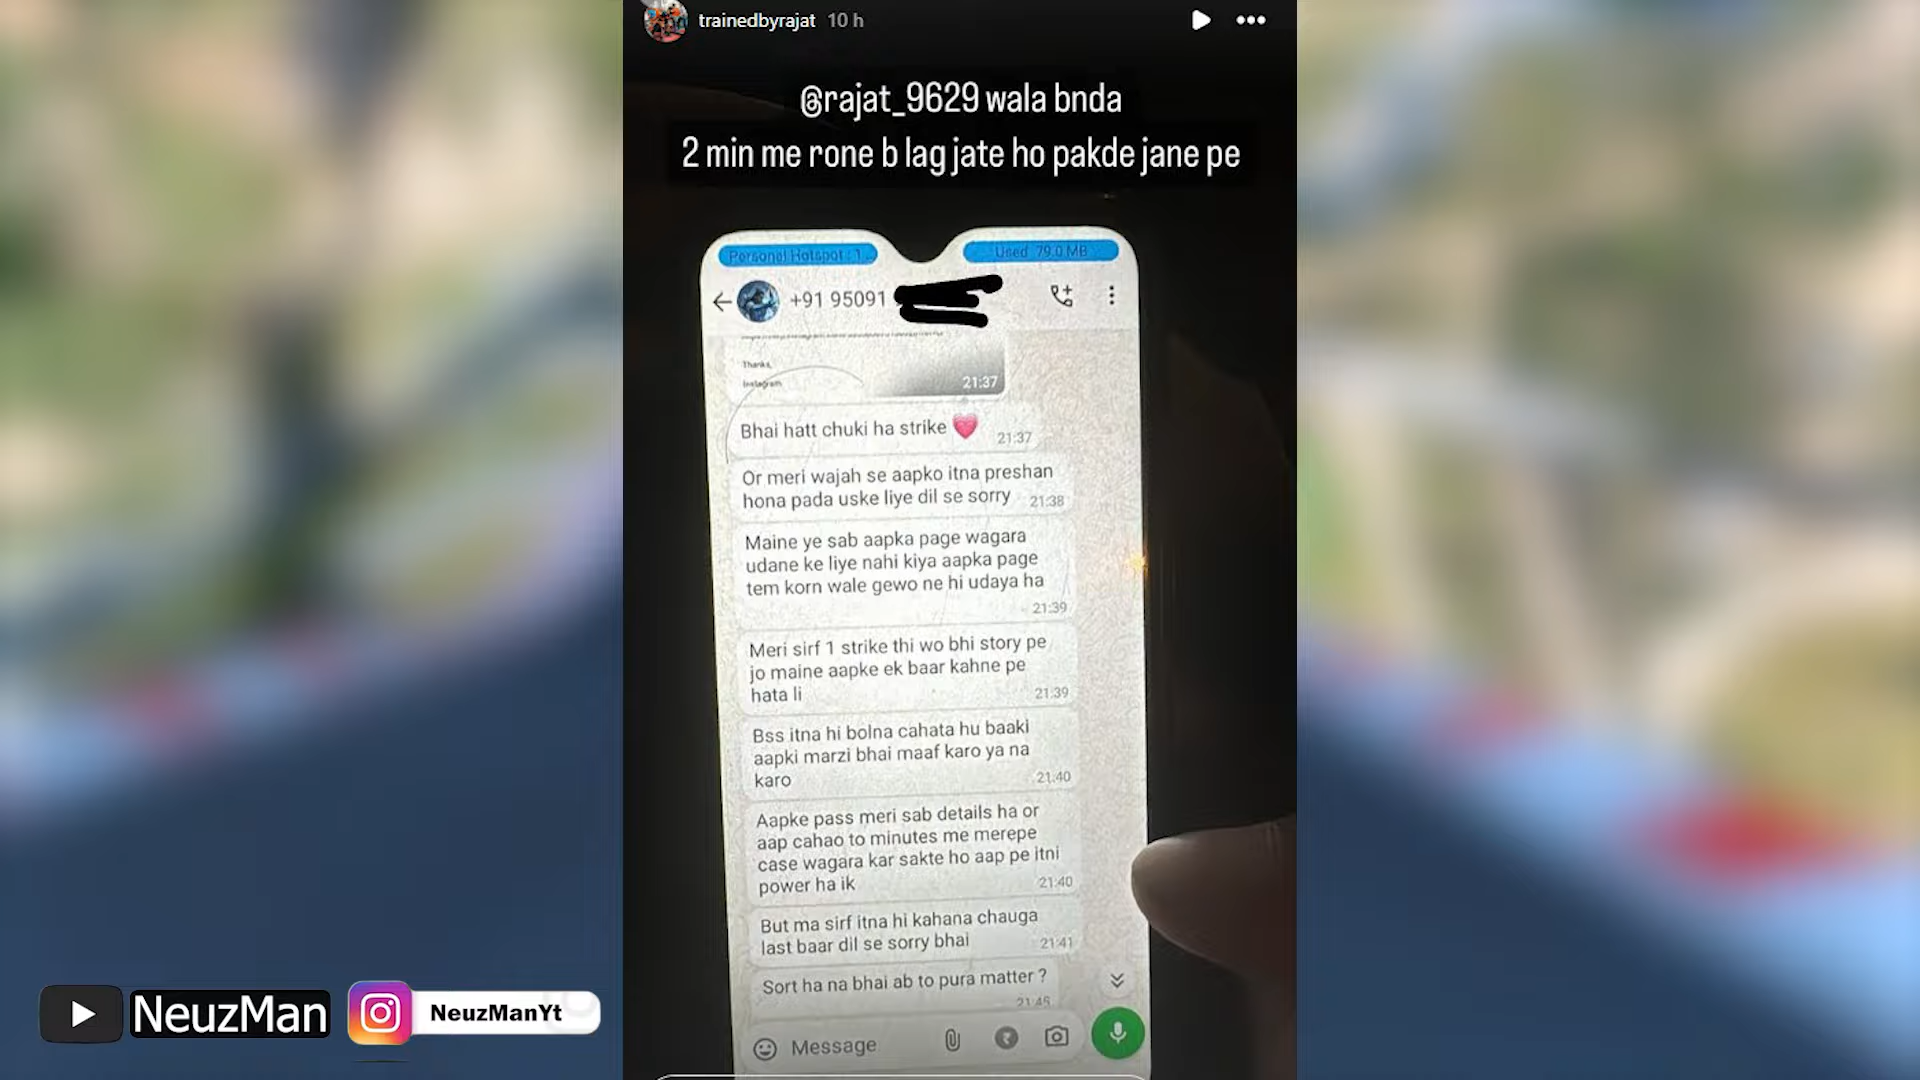 trainedbyrajat 10 h
@rajat_9629 wala bnda
2 min me rone b lag jate ho pakde jane pe
Personal Hotspot : 1 ...
Used 79.0 MB
+91 95091
Thanks,
Instagram
21:37
Bhai hatt chuki ha strike 💗
21:37
Or meri wajah se aapko itna preshan
hona pada uske liye dil se sorry 21:38
Maine ye sab aapka page wagara
udane ke liye nahi kiya aapka page
tem korn wale gewo ne hi udaya ha
21:39
Meri sirf 1 strike thi wo bhi story pe
jo maine aapke ek baar kahne pe
hata li 21:39
Bss itna hi bolna cahata hu baaki
aapki marzi bhai maaf karo ya na
karo 21:40
Aapke pass meri sab details ha or
aap cahao to minutes me merepe
case wagara kar sakte ho aap pe itni
power ha ik 21:40
But ma sirf itna hi kahana chauga
last baar dil se sorry bhai 21:41
Sort ha na bhai ab to pura matter ?
Message
NeuzMan
NeuzManYt